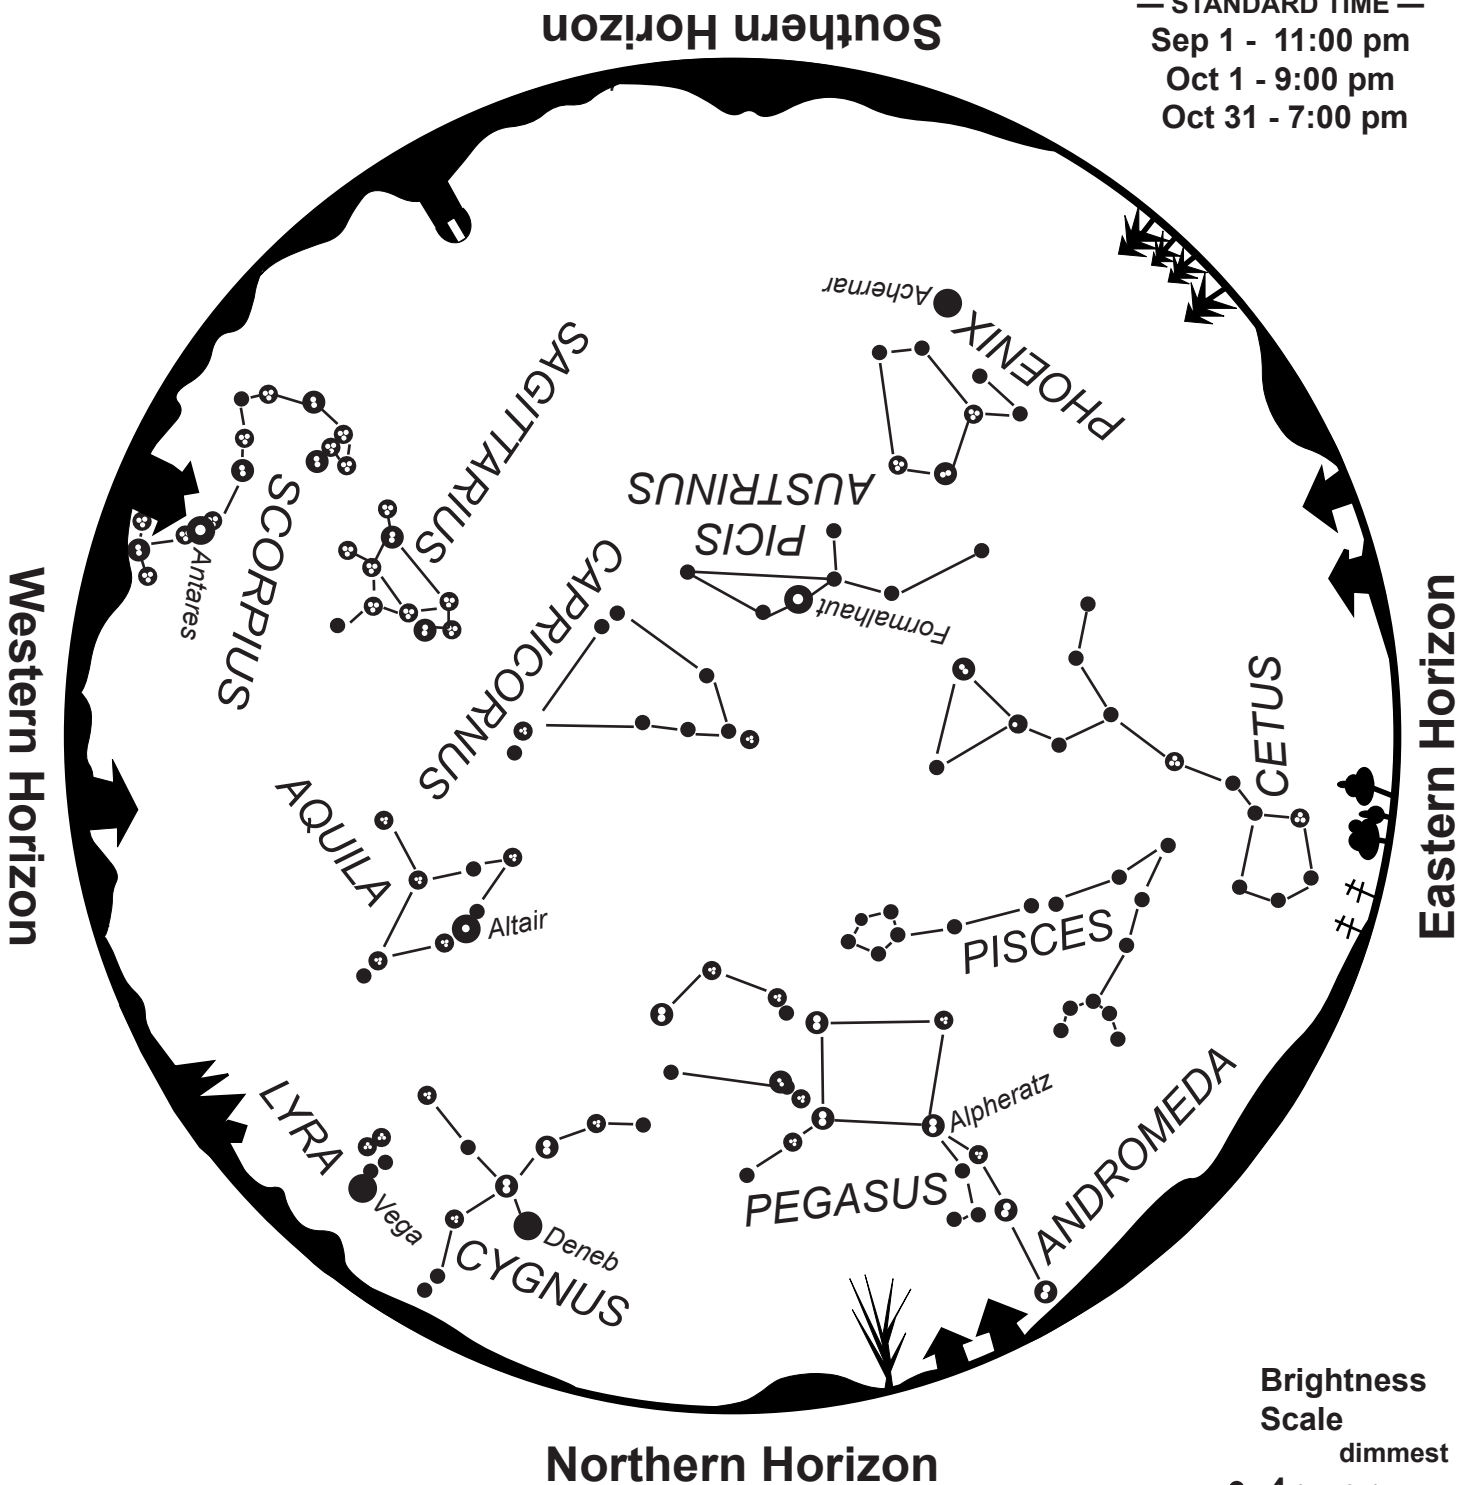 — STANDARD TIME —
Sep 1 - 11:00 pm
Oct 1 - 9:00 pm
Oct 31 - 7:00 pm
Southern Horizon
Achernar
PHOENIX
SAGITTARIUS
AUSTRINUS
PICIS
Formalhaut
SCORPIUS
Antares
CAPRICORNUS
Western Horizon
Eastern Horizon
CETUS
AQUILA
Altair
PISCES
LYRA
Vega
Deneb
CYGNUS
Alpheratz
PEGASUS
ANDROMEDA
Northern Horizon
Brightness
Scale
dimmest